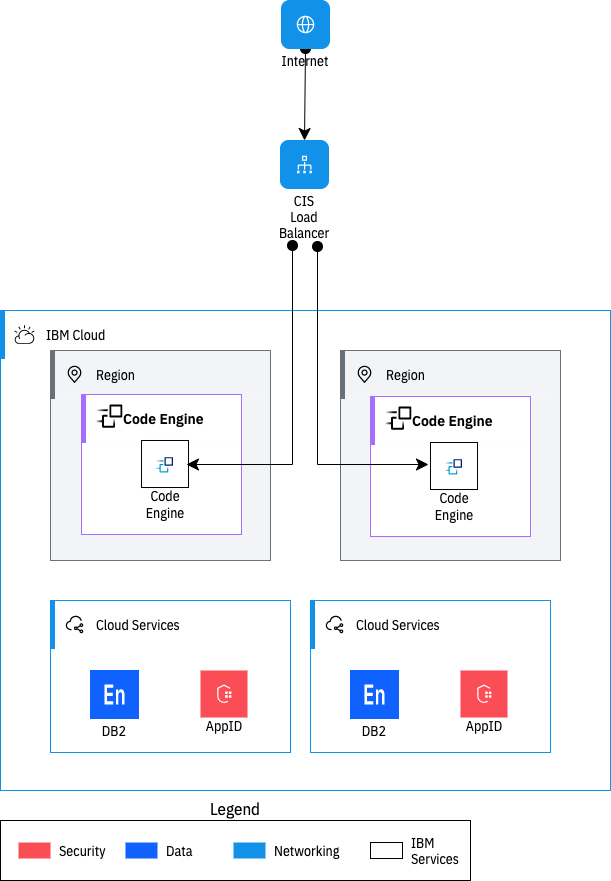 Internet
CIS
Load
Balancer
IBM Cloud
Region
Region
Code Engine
Code Engine
Code
Engine
Code
Engine
Cloud Services
Cloud Services
En
En
DB2
AppID
DB2
AppID
Legend
Security
Data
Networking
IBM
Services